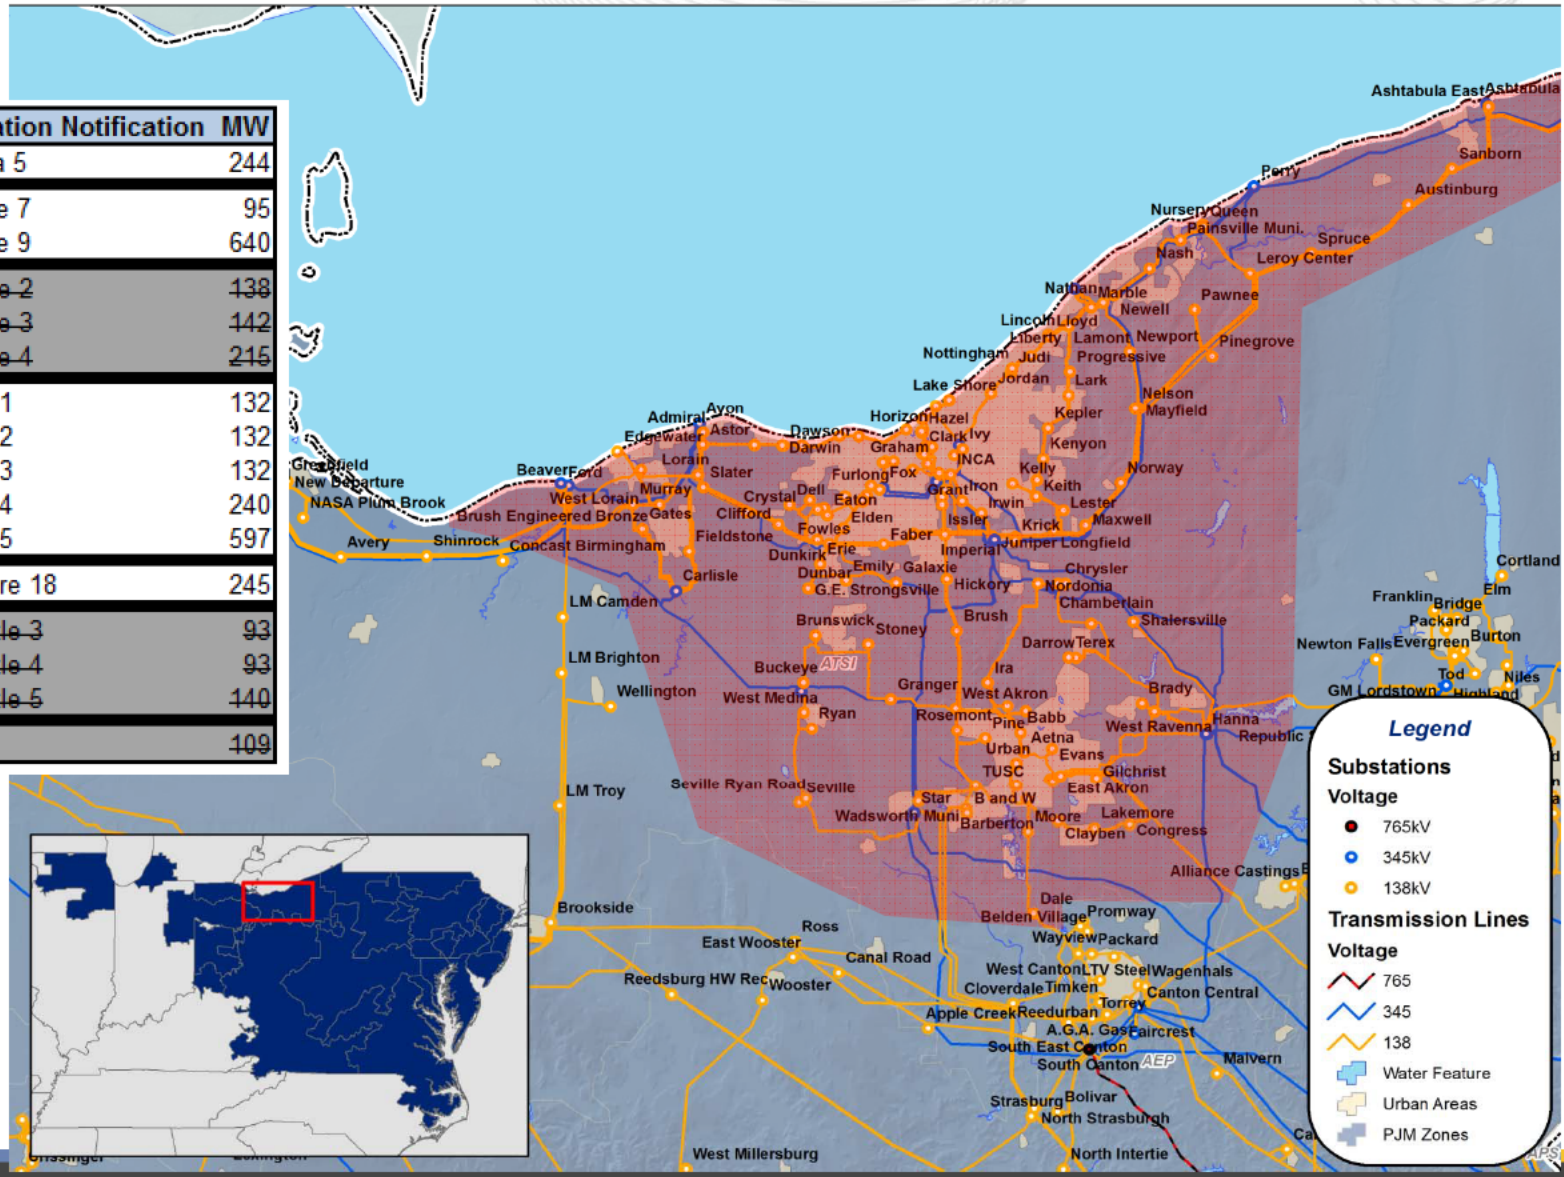 ation Notification MW
a 5 244
e 7 95
e 9 640
e 2 138
e 3 142
e 4 215
1 132
2 132
3 132
4 240
5 597
re 18 245
le 3 93
le 4 93
le 5 140
109
Ashtabula East
Ashtabula
Sanborn
Austinburg
Perry
Nursery
Queen
Painsville Muni.
Spruce
Nash
Leroy Center
Nathan
Marble
Pawnee
Newell
Lincoln
Lloyd
Liberty
Lamont
Newport
Pinegrove
Nottingham
Judi
Progressive
Lake Shore
Jordan
Lark
Nelson
Mayfield
Admiral
Avon
Horizon
Hazel
Kepler
Edgewater
Astor
Dawson
Darwin
Clark
Ivy
Kenyon
Graham
Greenfield
New Departure
NASA Plum Brook
Beaver
Ford
Lorain
Slater
Furlong
Fox
INCA
Kelly
Norway
West Lorain
Murray
Crystal
Dell
Eaton
Grant
Iron
Keith
Irwin
Lester
Brush Engineered Bronze
Gates
Clifford
Elden
Issler
Krick
Maxwell
Avery
Shinrock
Concast Birmingham
Fieldstone
Fowles
Faber
Imperial
Juniper
Longfield
Dunkirk
Erie
Carlisle
Dunbar
Emily
Galaxie
Chrysler
G.E. Strongsville
Hickory
Nordonia
LM Camden
Chamberlain
Brunswick
Stoney
Brush
Shalersville
ATSI
Darrow
Terex
LM Brighton
Buckeye
Ira
Wellington
West Medina
Granger
West Akron
Brady
Ryan
Rosemont
Pine
Babb
West Ravenna
Hanna
Aetna
Republic S
Urban
Evans
TUSC
Gilchrist
East Akron
LM Troy
Seville Ryan Road
Seville
Star
B and W
Wadsworth Muni
Barberton
Moore
Lakemore
Clayben
Congress
Alliance Castings
Cortland
Elm
Franklin
Bridge
Packard
Burton
Newton Falls
Evergreen
Tod
Niles
GM Lordstown
Highland
Brookside
Dale
Belden Village
Promway
Ross
East Wooster
Wayview
Packard
Canal Road
Reedsburg HW Rec
Wooster
West Canton
LTV Steel
Wagenhals
Cloverdale
Timken
Canton Central
Torrey
Apple Creek
Reedurban
A.G.A. Gas
Faircrest
South East Canton
South Canton
AEP
Malvern
Strasburg
Bolivar
North Strasburgh
West Millersburg
North Intertie
APS
Legend
Substations
Voltage
765kV
345kV
138kV
Transmission Lines
Voltage
765
345
138
Water Feature
Urban Areas
PJM Zones